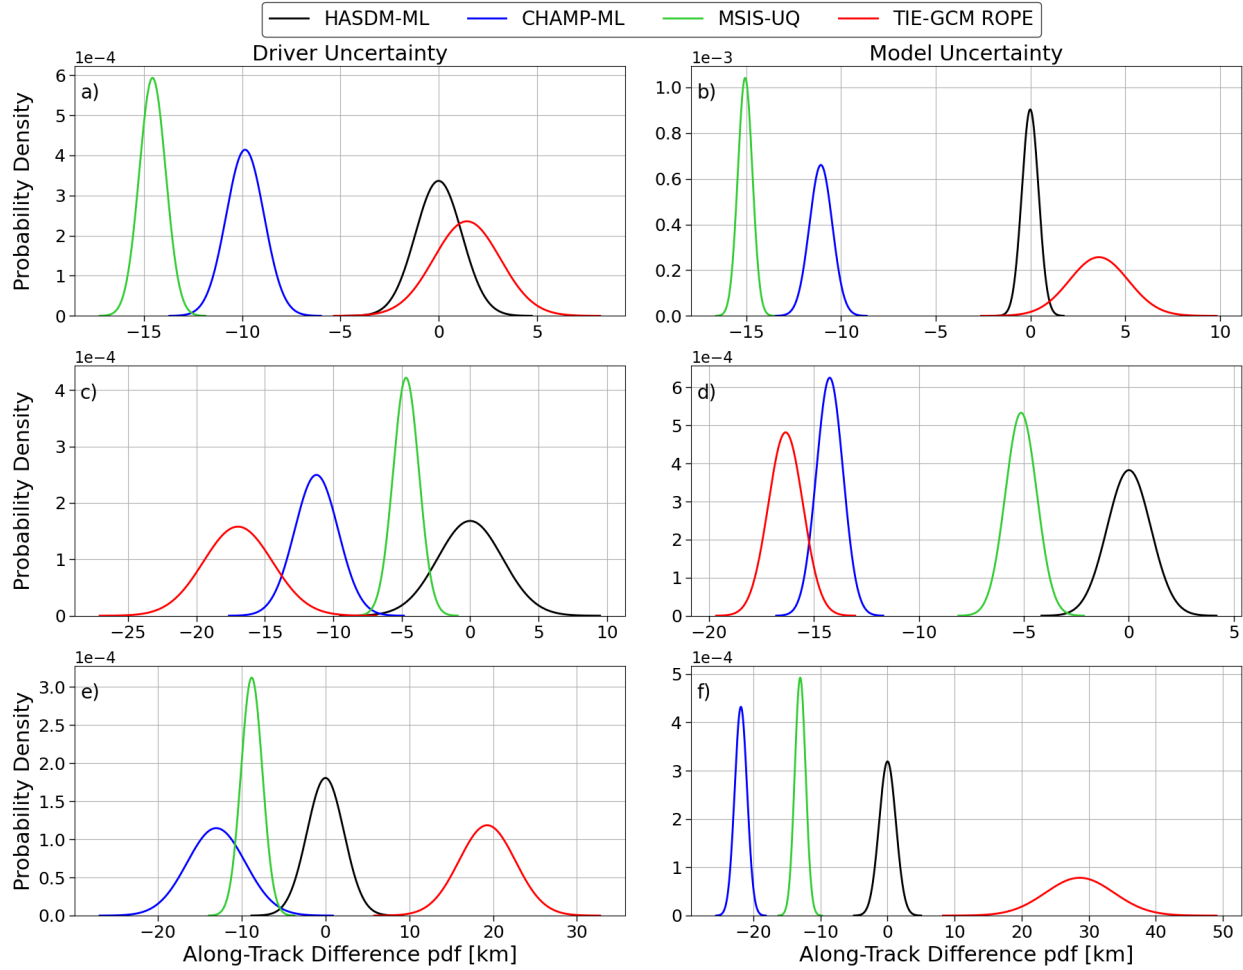 HASDM-ML CHAMP-ML MSIS-UQ TIE-GCM ROPE
Driver Uncertainty
Model Uncertainty
1e−4
a)
6
5
4
3
2
1
0
−15 −10 −5 0 5
Probability Density
1e−3
b)
1.0
0.8
0.6
0.4
0.2
0.0
−15 −10 −5 0 5 10
1e−4
c)
4
3
2
1
0
−25 −20 −15 −10 −5 0 5 10
Probability Density
1e−4
d)
6
5
4
3
2
1
0
−20 −15 −10 −5 0 5
1e−4
e)
3.0
2.5
2.0
1.5
1.0
0.5
0.0
−20 −10 0 10 20 30
Probability Density
Along-Track Difference pdf [km]
1e−4
f)
5
4
3
2
1
0
−20 −10 0 10 20 30 40 50
Along-Track Difference pdf [km]